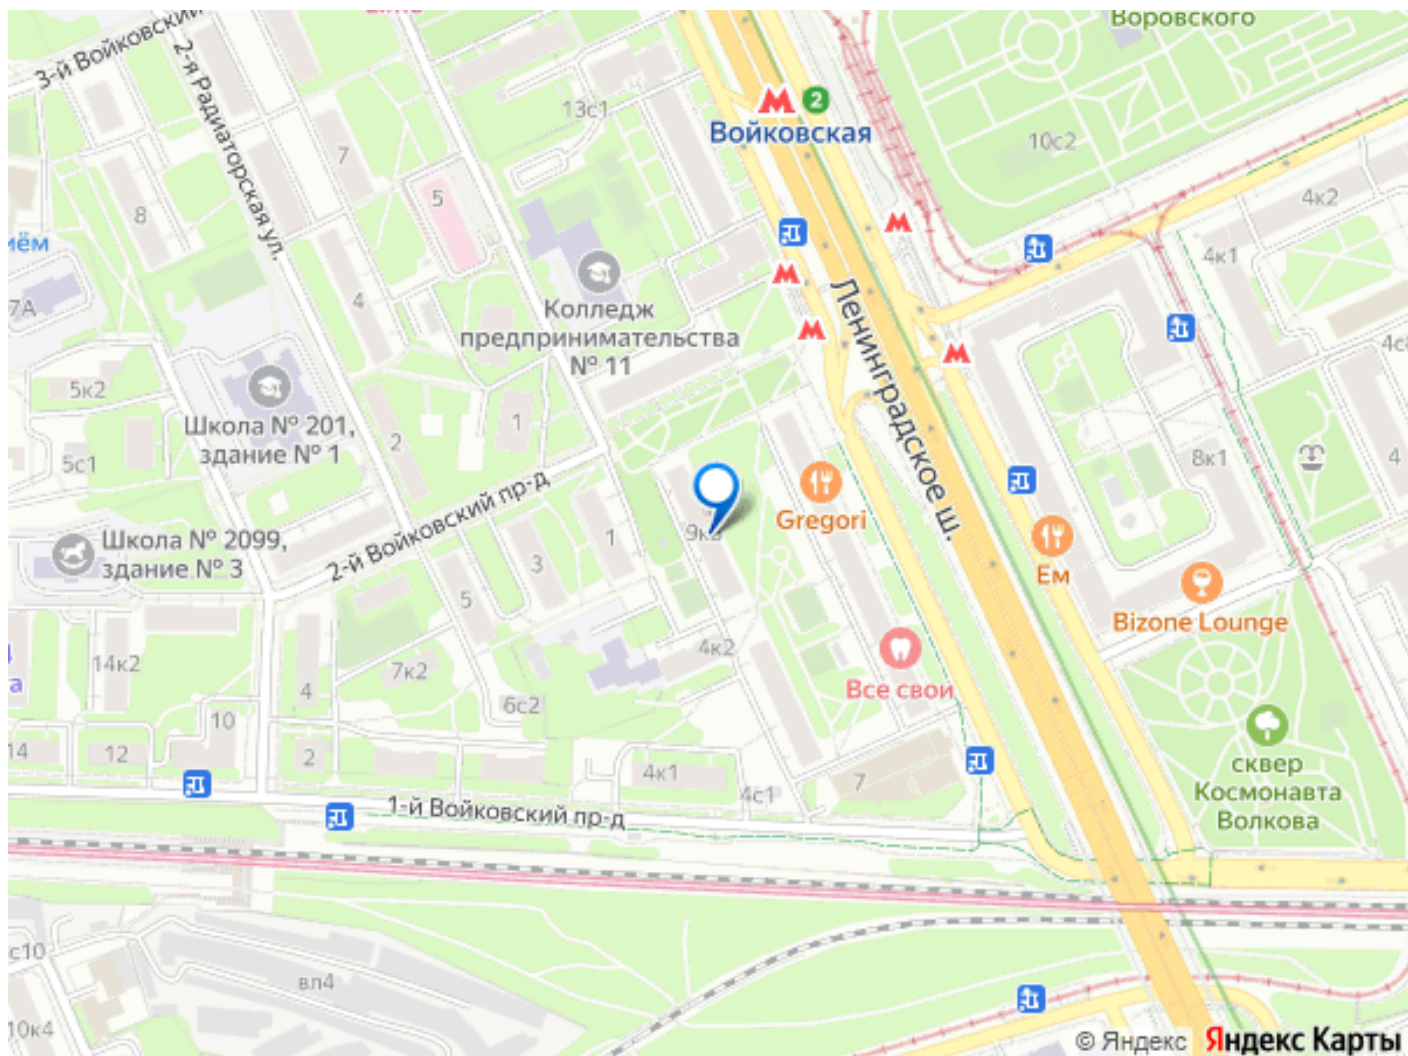 Воровского
3-й Войковский
2-я Радиаторская ул.
13с1
2
Войковская
10с2
7
5
8
4к2
4к1
7А
4
Колледж
предпринимательства
№ 11
Ленинградское ш.
5к2
Школа № 201,
здание № 1
2
1
5с1
8к1
4
2-й Войковский пр-д
Gregori
Школа № 2099,
здание № 3
3
1
Ем
5
Bizone Lounge
14к2
7к2
4к2
Все свои
4
6с2
10
14
12
2
4к1
7
4с1
сквер
Космонавта
Волкова
1-й Войковский пр-д
с10
вл4
10к4
© Яндекс
Яндекс Карты